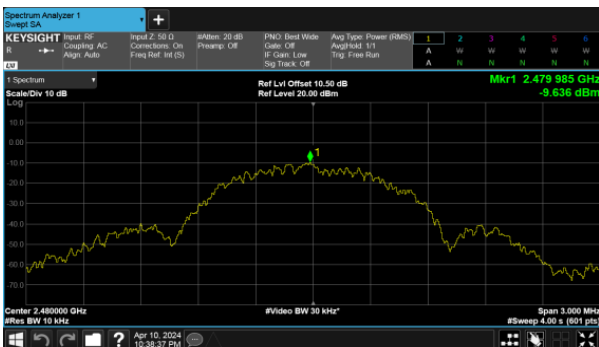 Spectrum Analyzer 1
Swept SA
+
KEYSIGHT
R
LXI
Input: RF
Coupling: AC
Align: Auto
Input Z: 50 Ω
Corrections: On
Freq Ref: Int (S)
#Atten: 20 dB
Preamp: Off
PNO: Best Wide
Gate: Off
IF Gain: Low
Sig Track: Off
Avg Type: Power (RMS)
Avg|Hold: 1/1
Trig: Free Run
1 2 3 4 5 6
A W W W W W
A N N N N N
1 Spectrum
Scale/Div 10 dB
Log
Ref Lvl Offset 10.50 dB
Ref Level 20.00 dBm
Mkr1 2.479 985 GHz
-9.636 dBm
10.0
0.00
-10.0
-20.0
-30.0
-40.0
-50.0
-60.0
-70.0
1
Center 2.480000 GHz
#Res BW 10 kHz
#Video BW 30 kHz*
Span 3.000 MHz
#Sweep 4.00 s (601 pts)
?
Apr 10, 2024
10:38:37 PM